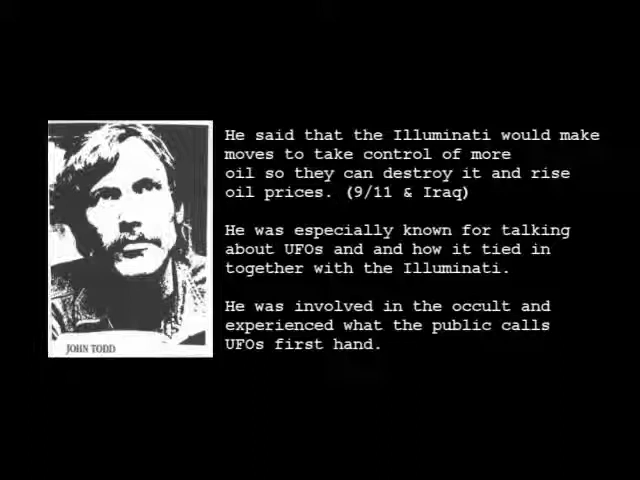 He said that the Illuminati would make
moves to take control of more
oil so they can destroy it and rise
oil prices. (9/11 & Iraq)
He was especially known for talking
about UFOs and and how it tied in
together with the Illuminati.
He was involved in the occult and
experienced what the public calls
UFOs first hand.
JOHN TODD